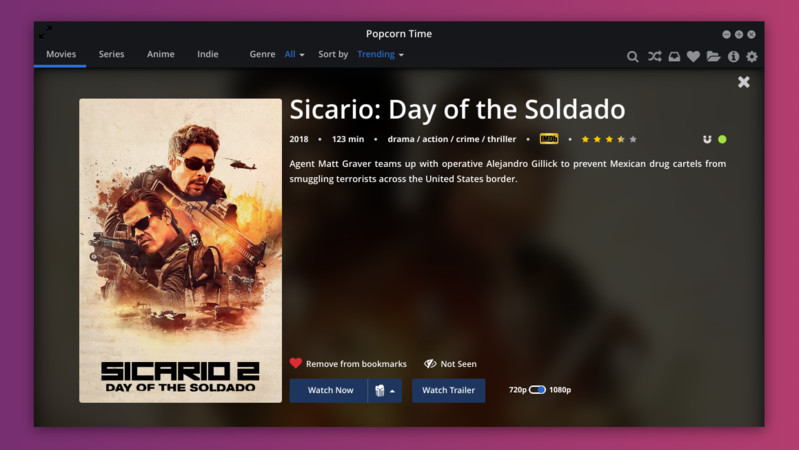 Popcorn Time
Movies Series Anime Indie Genre All Sort by Trending
Sicario: Day of the Soldado
2018 • 123 min • drama / action / crime / thriller • IMDb •
Agent Matt Graver teams up with operative Alejandro Gillick to prevent Mexican drug cartels from
smuggling terrorists across the United States border.
SICARIO 2
DAY OF THE SOLDADO
Remove from bookmarks Not Seen
Watch Now Watch Trailer 720p 1080p